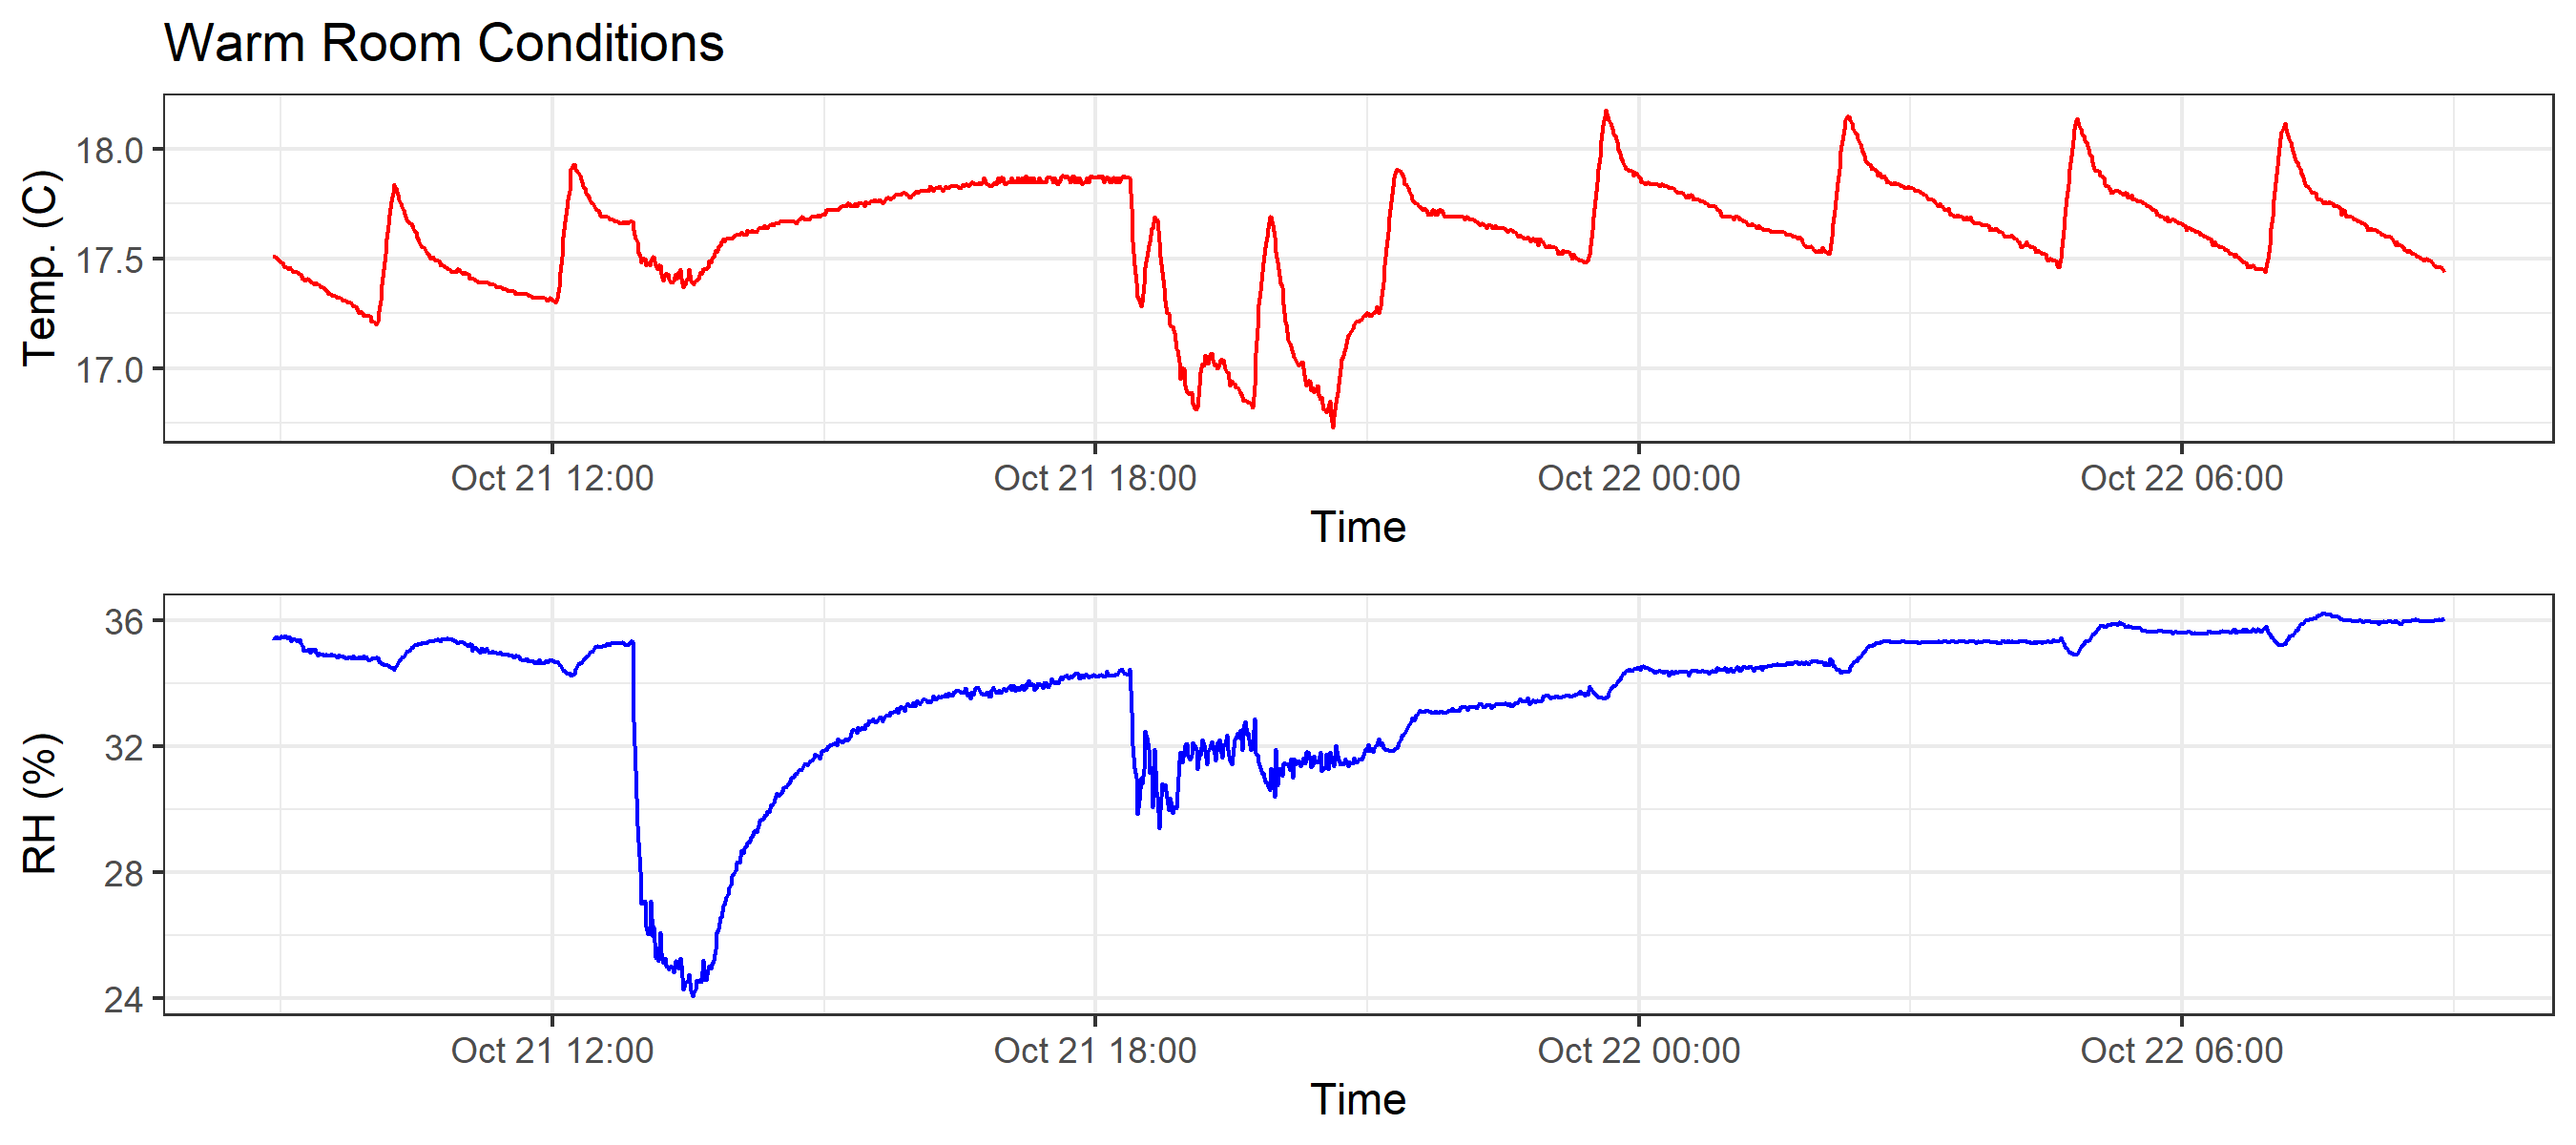 Warm Room Conditions
Temp. (C)
18.0
17.5
17.0
Oct 21 12:00 Oct 21 18:00 Oct 22 00:00 Oct 22 06:00
Time
RH (%)
36
32
28
24
Oct 21 12:00 Oct 21 18:00 Oct 22 00:00 Oct 22 06:00
Time